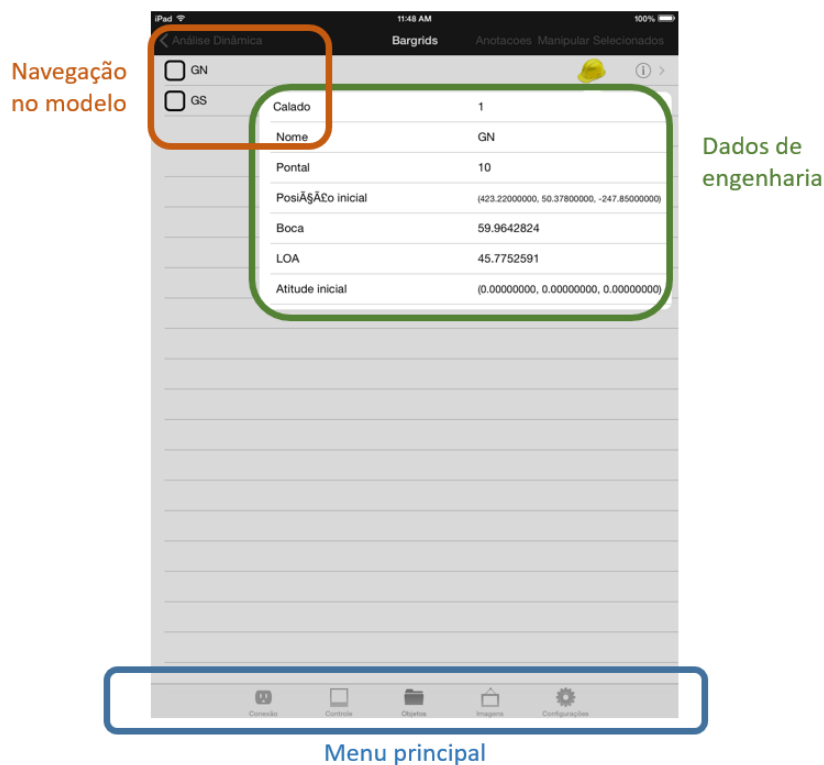 iPad 11:48 AM 100%
Análise Dinâmica Bargrids Anotacoes Manipular Selecionados
Navegação
no modelo
GN
GS
Calado 1
Nome GN
Pontal 10
PosiÃ§Ã£o inicial (423.22000000, 50.37800000, -247.85000000)
Boca 59.9642824
LOA 45.7752591
Atitude inicial (0.00000000, 0.00000000, 0.00000000)
Dados de
engenharia
Conexão Controle Objetos Imagens Configurações
Menu principal